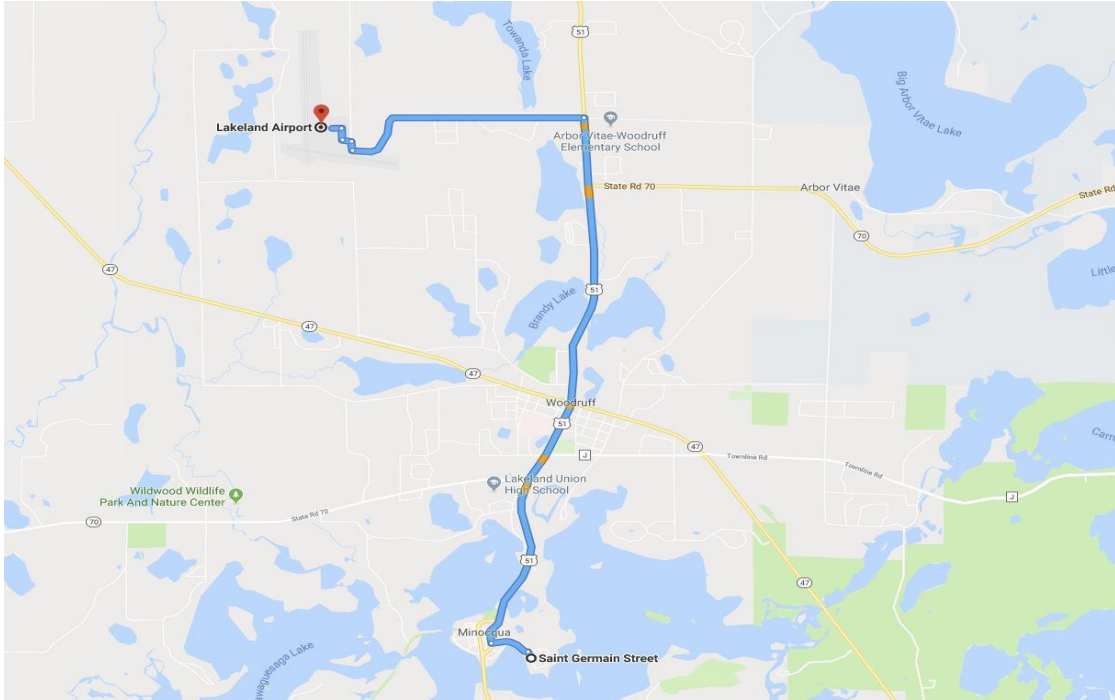 51
Towanda Lake
Big Arbor Vitae Lake
Lakeland Airport
Arbor Vitae-Woodruff
Elementary School
State Rd 70
Arbor Vitae
State Rd
70
47
Little
51
Brandy Lake
47
47
Woodruff
51
47
J
Townline Rd
Townline Rd
Carr
Lakeland Union
High School
Wildwood Wildlife
Park And Nature Center
J
State Rd 70
70
51
47
Minocqua
Saint Germain Street